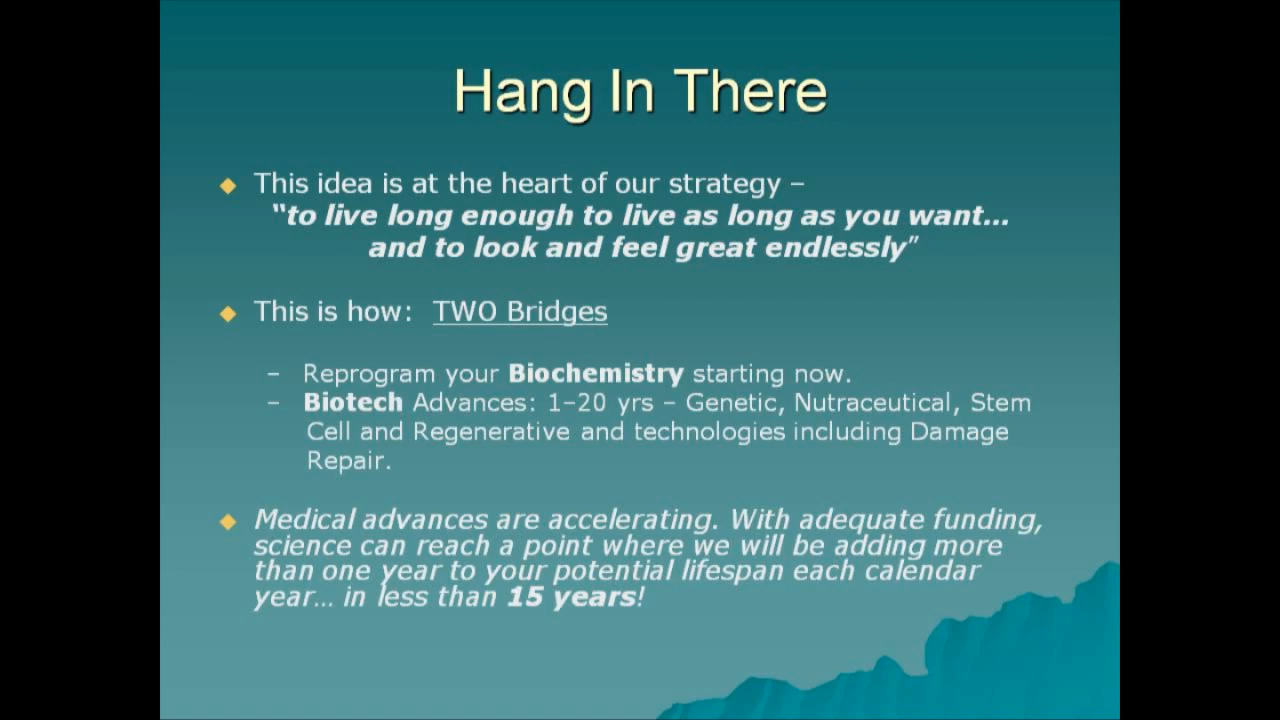 Hang In There
This idea is at the heart of our strategy –
“to live long enough to live as long as you want…
and to look and feel great endlessly”
This is how: TWO Bridges
– Reprogram your Biochemistry starting now.
– Biotech Advances: 1–20 yrs – Genetic, Nutraceutical, Stem
Cell and Regenerative and technologies including Damage
Repair.
Medical advances are accelerating. With adequate funding,
science can reach a point where we will be adding more
than one year to your potential lifespan each calendar
year… in less than 15 years!